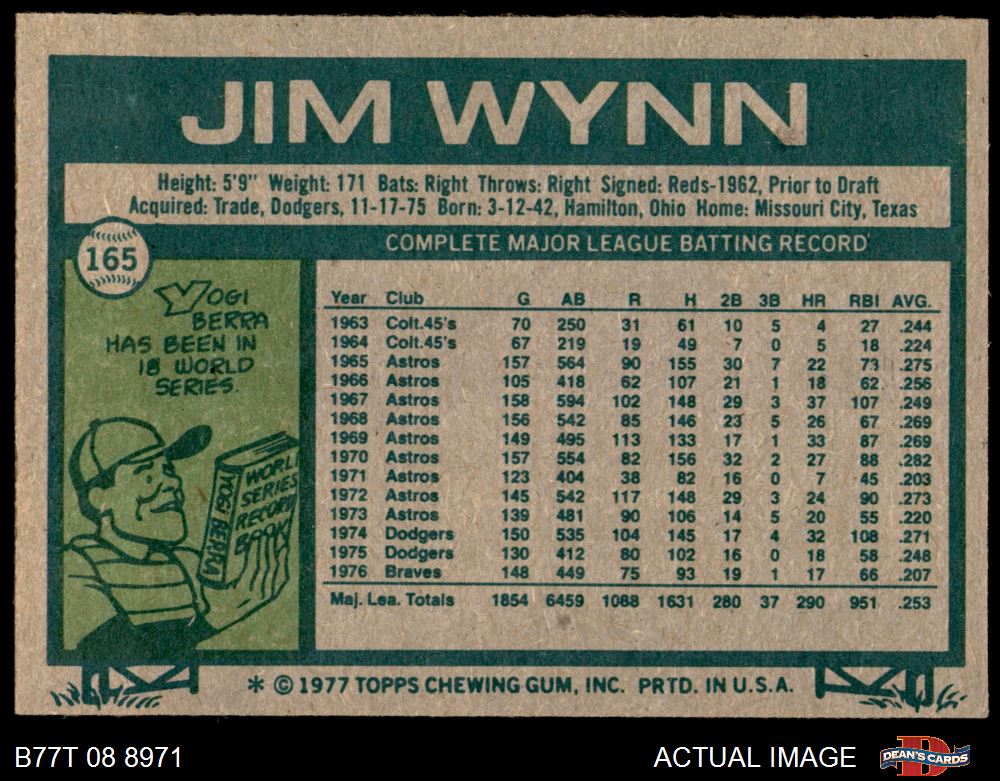 JIM WYNN
Height: 5'9" Weight: 171 Bats: Right Throws: Right Signed: Reds-1962, Prior to Draft
Acquired: Trade, Dodgers, 11-17-75 Born: 3-12-42, Hamilton, Ohio Home: Missouri City, Texas
165
COMPLETE MAJOR LEAGUE BATTING RECORD
YOGI
BERRA
HAS BEEN IN
18 WORLD
SERIES.
WORLD
SERIES
RECORD
BOOK
YOGI BERRA
Year Club G AB R H 2B 3B HR RBI AVG.
1963 Colt.45's 70 250 31 61 10 5 4 27 .244
1964 Colt.45's 67 219 19 49 7 0 5 18 .224
1965 Astros 157 564 90 155 30 7 22 73 .275
1966 Astros 105 418 62 107 21 1 18 62 .256
1967 Astros 158 594 102 148 29 3 37 107 .249
1968 Astros 156 542 85 146 23 5 26 67 .269
1969 Astros 149 495 113 133 17 1 33 87 .269
1970 Astros 157 554 82 156 32 2 27 88 .282
1971 Astros 123 404 38 82 16 0 7 45 .203
1972 Astros 145 542 117 148 29 3 24 90 .273
1973 Astros 139 481 90 106 14 5 20 55 .220
1974 Dodgers 150 535 104 145 17 4 32 108 .271
1975 Dodgers 130 412 80 102 16 0 18 58 .248
1976 Braves 148 449 75 93 19 1 17 66 .207
Maj. Lea. Totals 1854 6459 1088 1631 280 37 290 951 .253
* © 1977 TOPPS CHEWING GUM, INC. PRTD. IN U.S.A.
B77T 08 8971
ACTUAL IMAGE
DEAN'S CARDS